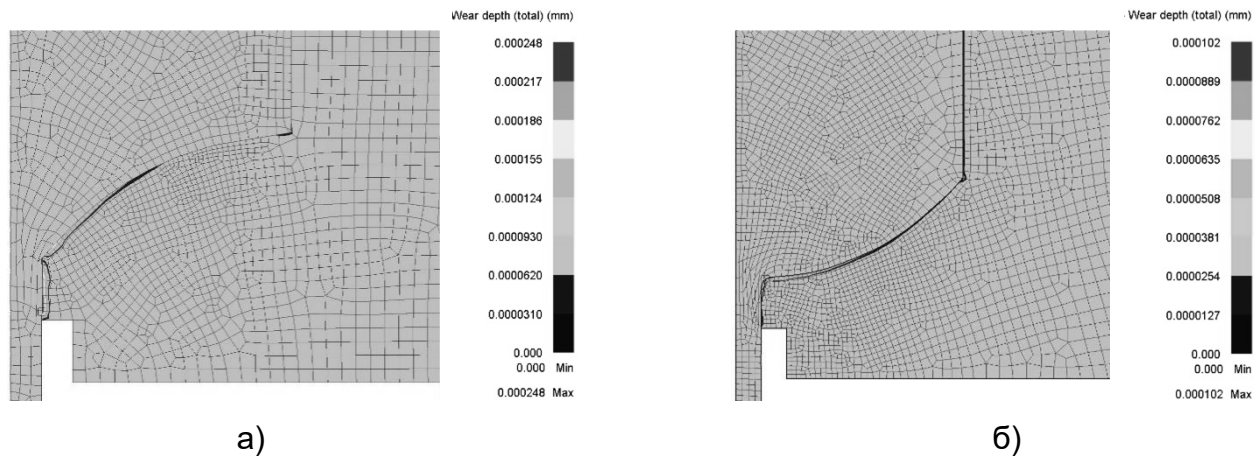 Wear depth (total) (mm)
0.000248
0.000217
0.000186
0.000155
0.000124
0.0000930
0.0000620
0.0000310
0.000
0.000 Min
0.000248 Max
а)
Wear depth (total) (mm)
0.000102
0.0000889
0.0000762
0.0000635
0.0000508
0.0000381
0.0000254
0.0000127
0.000
0.000 Min
0.000102 Max
б)